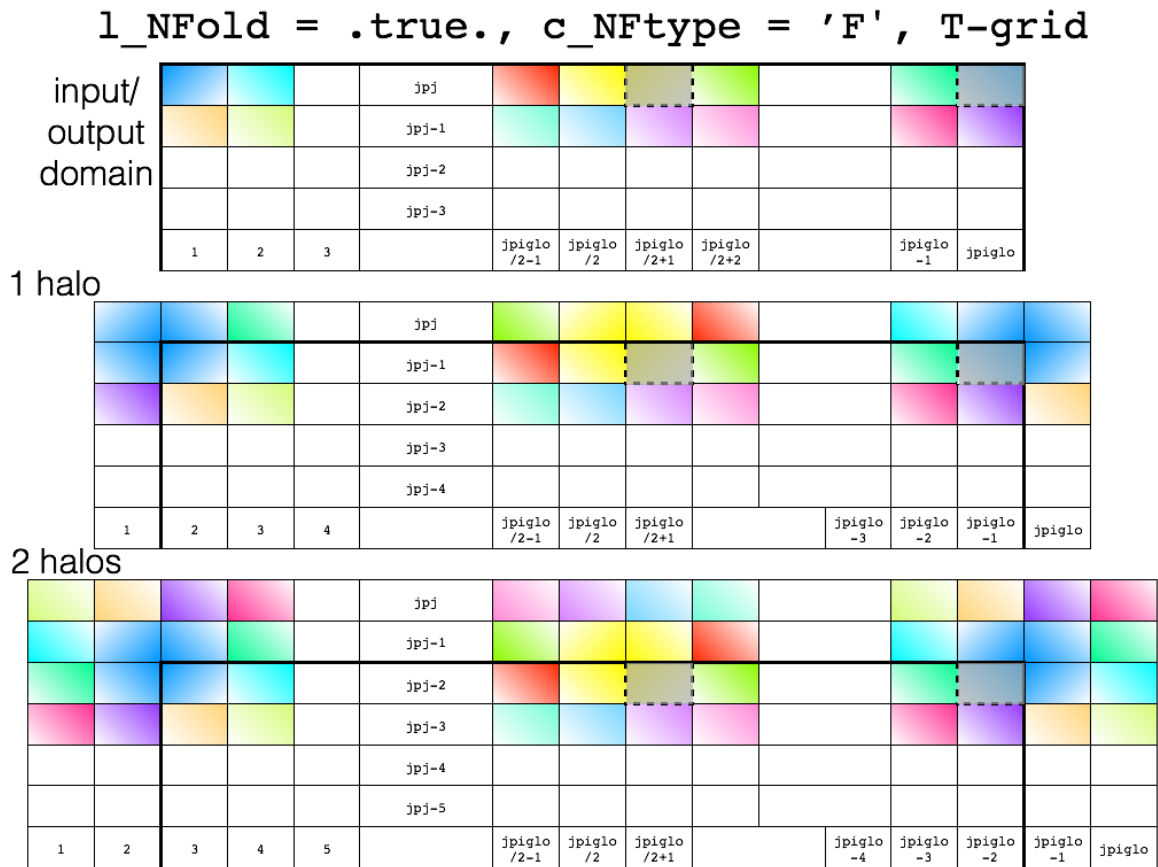 l_NFold = .true., c_NFtype = ’F', T-grid
input/
output
domain
jpj
jpj-1
jpj-2
jpj-3
1 2 3 jpiglo /2-1 jpiglo /2 jpiglo /2+1 jpiglo /2+2 jpiglo -1 jpiglo
1 halo
jpj
jpj-1
jpj-2
jpj-3
jpj-4
1 2 3 4 jpiglo /2-1 jpiglo /2 jpiglo /2+1 jpiglo -3 jpiglo -2 jpiglo -1 jpiglo
2 halos
jpj
jpj-1
jpj-2
jpj-3
jpj-4
jpj-5
1 2 3 4 5 jpiglo /2-1 jpiglo /2 jpiglo /2+1 jpiglo -4 jpiglo -3 jpiglo -2 jpiglo -1 jpiglo